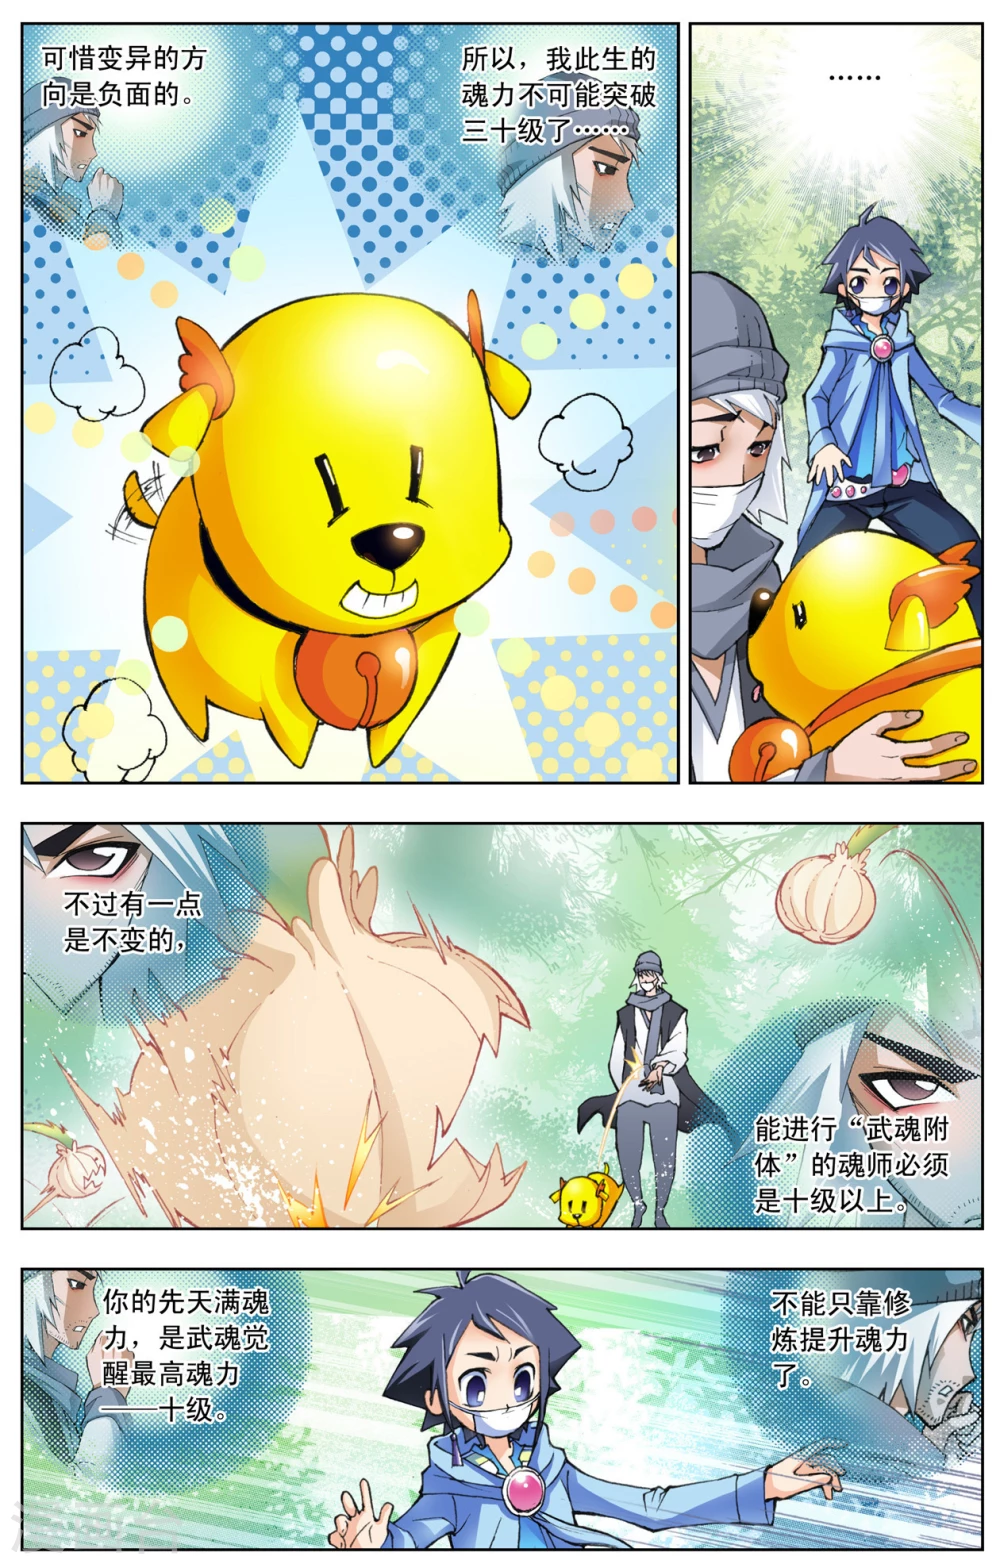 可惜变异的方
向是负面的。
所以，我此生的
魂力不可能突破
三十级了……
……
不过有一点
是不变的，
能进行“武魂附
体”的魂师必须
是十级以上。
你的先天满魂
力，是武魂觉
醒最高魂力
——十级。
不能只靠修
炼提升魂力
了。